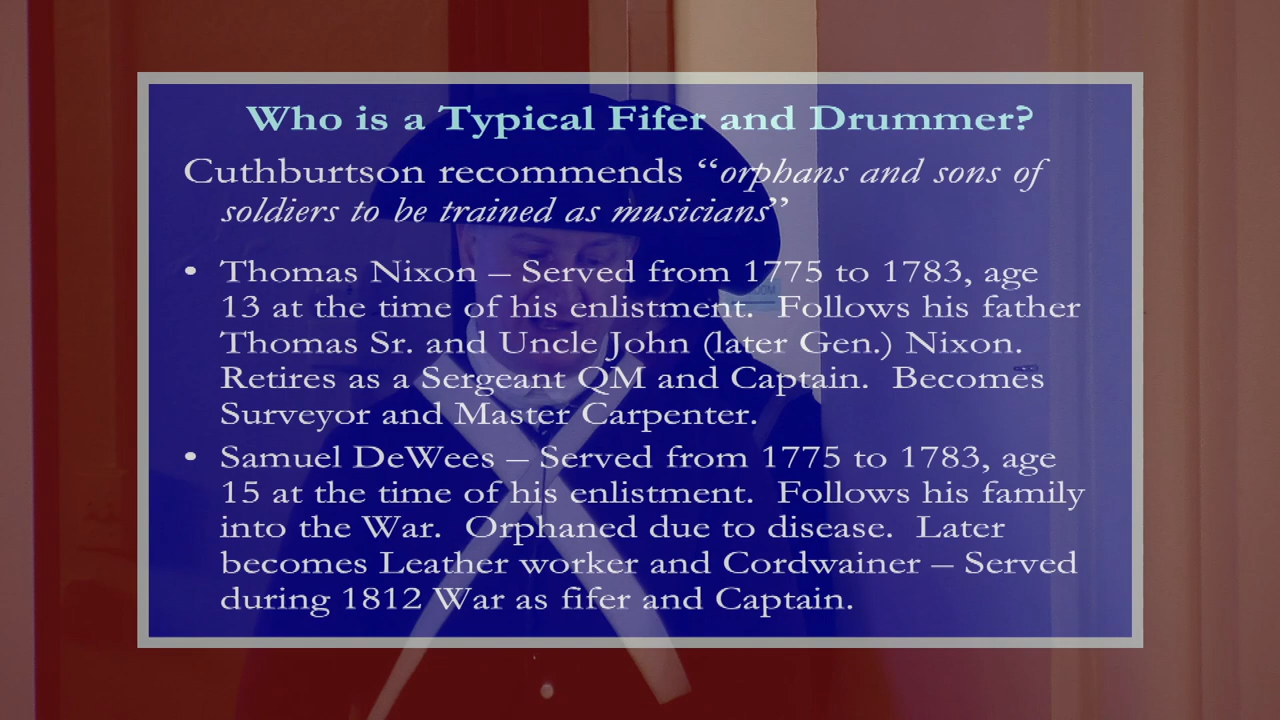 Who is a Typical Fifer and Drummer?
Cuthburtson recommends “orphans and sons of
soldiers to be trained as musicians”
• Thomas Nixon – Served from 1775 to 1783, age
13 at the time of his enlistment. Follows his father
Thomas Sr. and Uncle John (later Gen.) Nixon.
Retires as a Sergeant QM and Captain. Becomes
Surveyor and Master Carpenter.
• Samuel DeWees – Served from 1775 to 1783, age
15 at the time of his enlistment. Follows his family
into the War. Orphaned due to disease. Later
becomes Leather worker and Cordwainer – Served
during 1812 War as fifer and Captain.